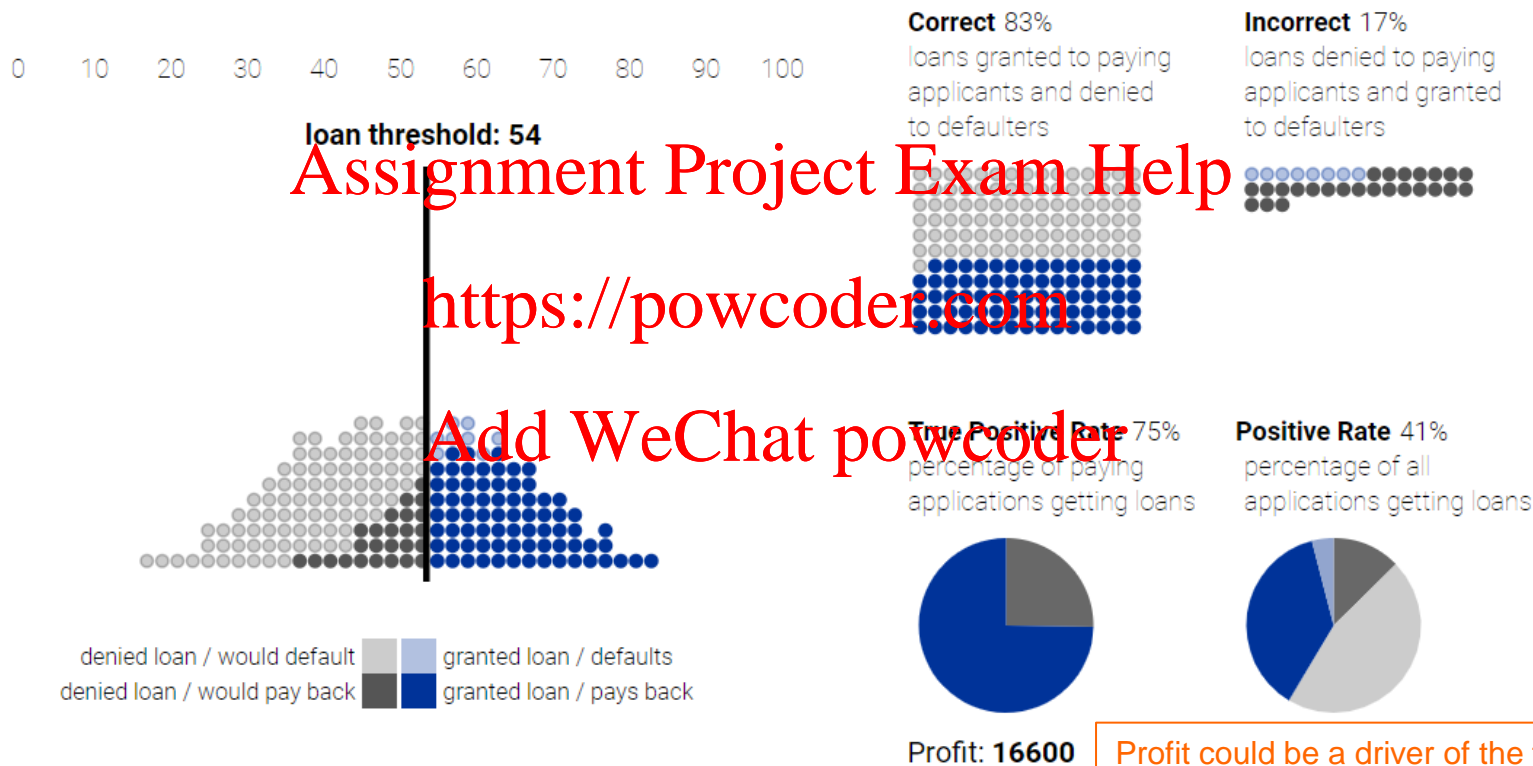 Correct 83%
loans granted to paying
applicants and denied
to defaulters
Incorrect 17%
loans denied to paying
applicants and granted
to defaulters
0 10 20 30 40 50 60 70 80 90 100
loan threshold: 54
Assignment Project Exam Help
https://powcoder.com
Add WeChat powcoder
True Positive Rate 75%
percentage of paying
applications getting loans
Positive Rate 41%
percentage of all
applications getting loans
denied loan / would default
granted loan / defaults
denied loan / would pay back
granted loan / pays back
Profit: 16600
Profit could be a driver of the